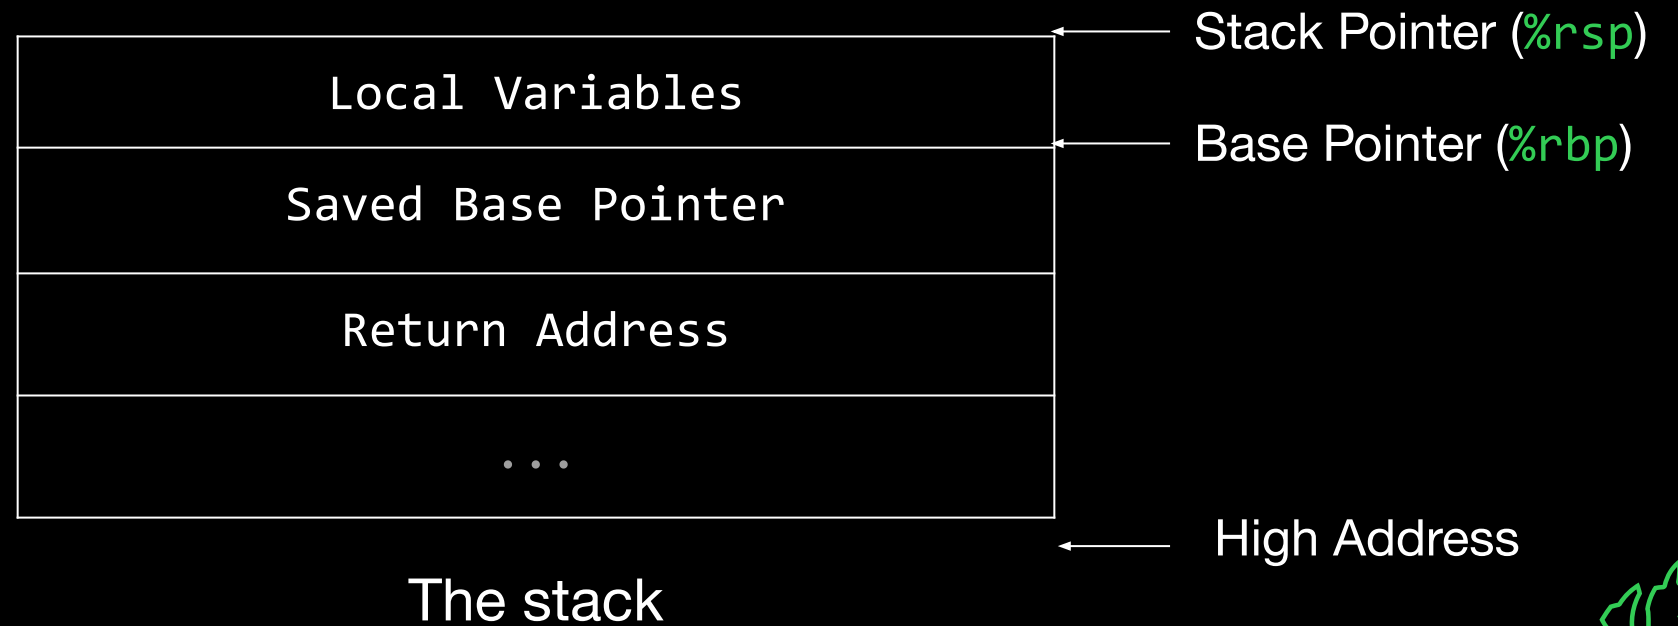 Stack Pointer (%rsp)
Local Variables
Base Pointer (%rbp)
Saved Base Pointer
Return Address
...
High Address
The stack